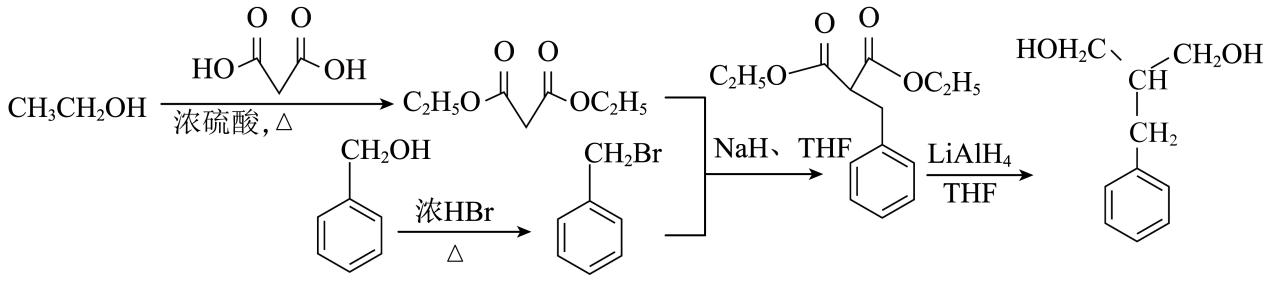 O O
HO OH
CH₃CH₂OH
浓硫酸,△
O O
C₂H₅O OC₂H₅
CH₂OH
浓HBr
△
CH₂Br
NaH、THF
O O
C₂H₅O OC₂H₅
LiAlH₄
THF
HOH₂C CH₂OH
CH
CH₂